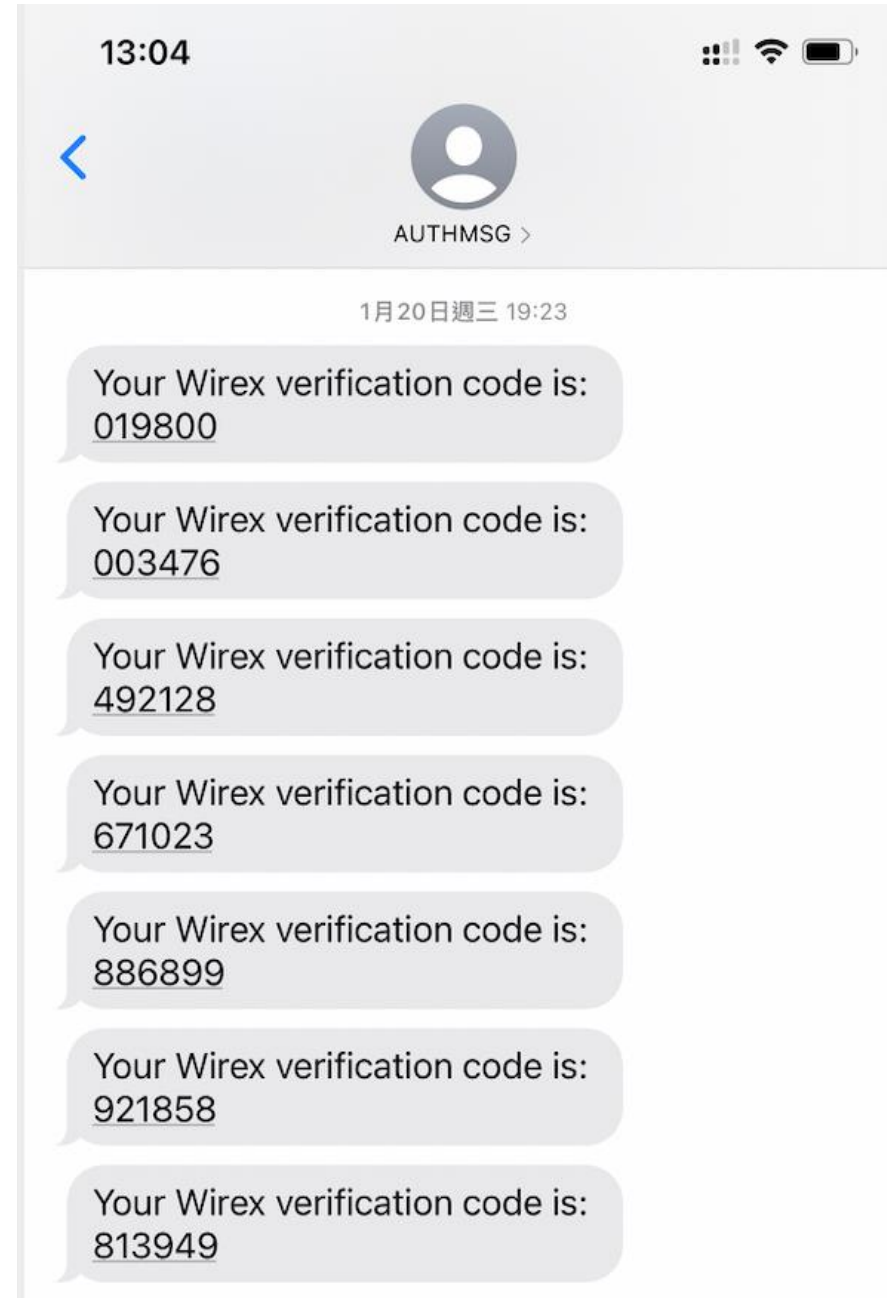 13:04
AUTHMSG >
1月20日週三 19:23
Your Wirex verification code is:
019800
Your Wirex verification code is:
003476
Your Wirex verification code is:
492128
Your Wirex verification code is:
671023
Your Wirex verification code is:
886899
Your Wirex verification code is:
921858
Your Wirex verification code is:
813949